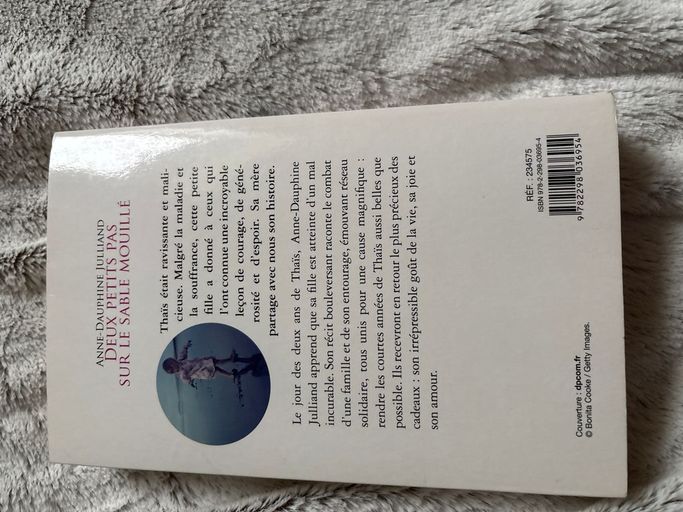 ANNE-DAUPHINE JULLIAND
DEUX PETITS PAS
SUR LE SABLE MOUILLÉ
Thaïs était ravissante et mali-
cieuse. Malgré la maladie et
la souffrance, cette petite
fille a donné à ceux qui
l'ont connue une incroyable
leçon de courage, de géné-
rosité et d'espoir. Sa mère
partage avec nous son histoire.
Le jour des deux ans de Thaïs, Anne-Dauphine
Julliand apprend que sa fille est atteinte d'un mal
incurable. Son récit bouleversant raconte le combat
d'une famille et de son entourage, émouvant réseau
solidaire, tous unis pour une cause magnifique :
rendre les courtes années de Thaïs aussi belles que
possible. Ils recevront en retour le plus précieux des
cadeaux : son irrépressible goût de la vie, sa joie et
son amour.
Couverture : dpcom.fr
© Bonita Cooke / Getty Images.
RÉF. : 234575
ISBN 978-2-298-03695-4
9 782298 036954